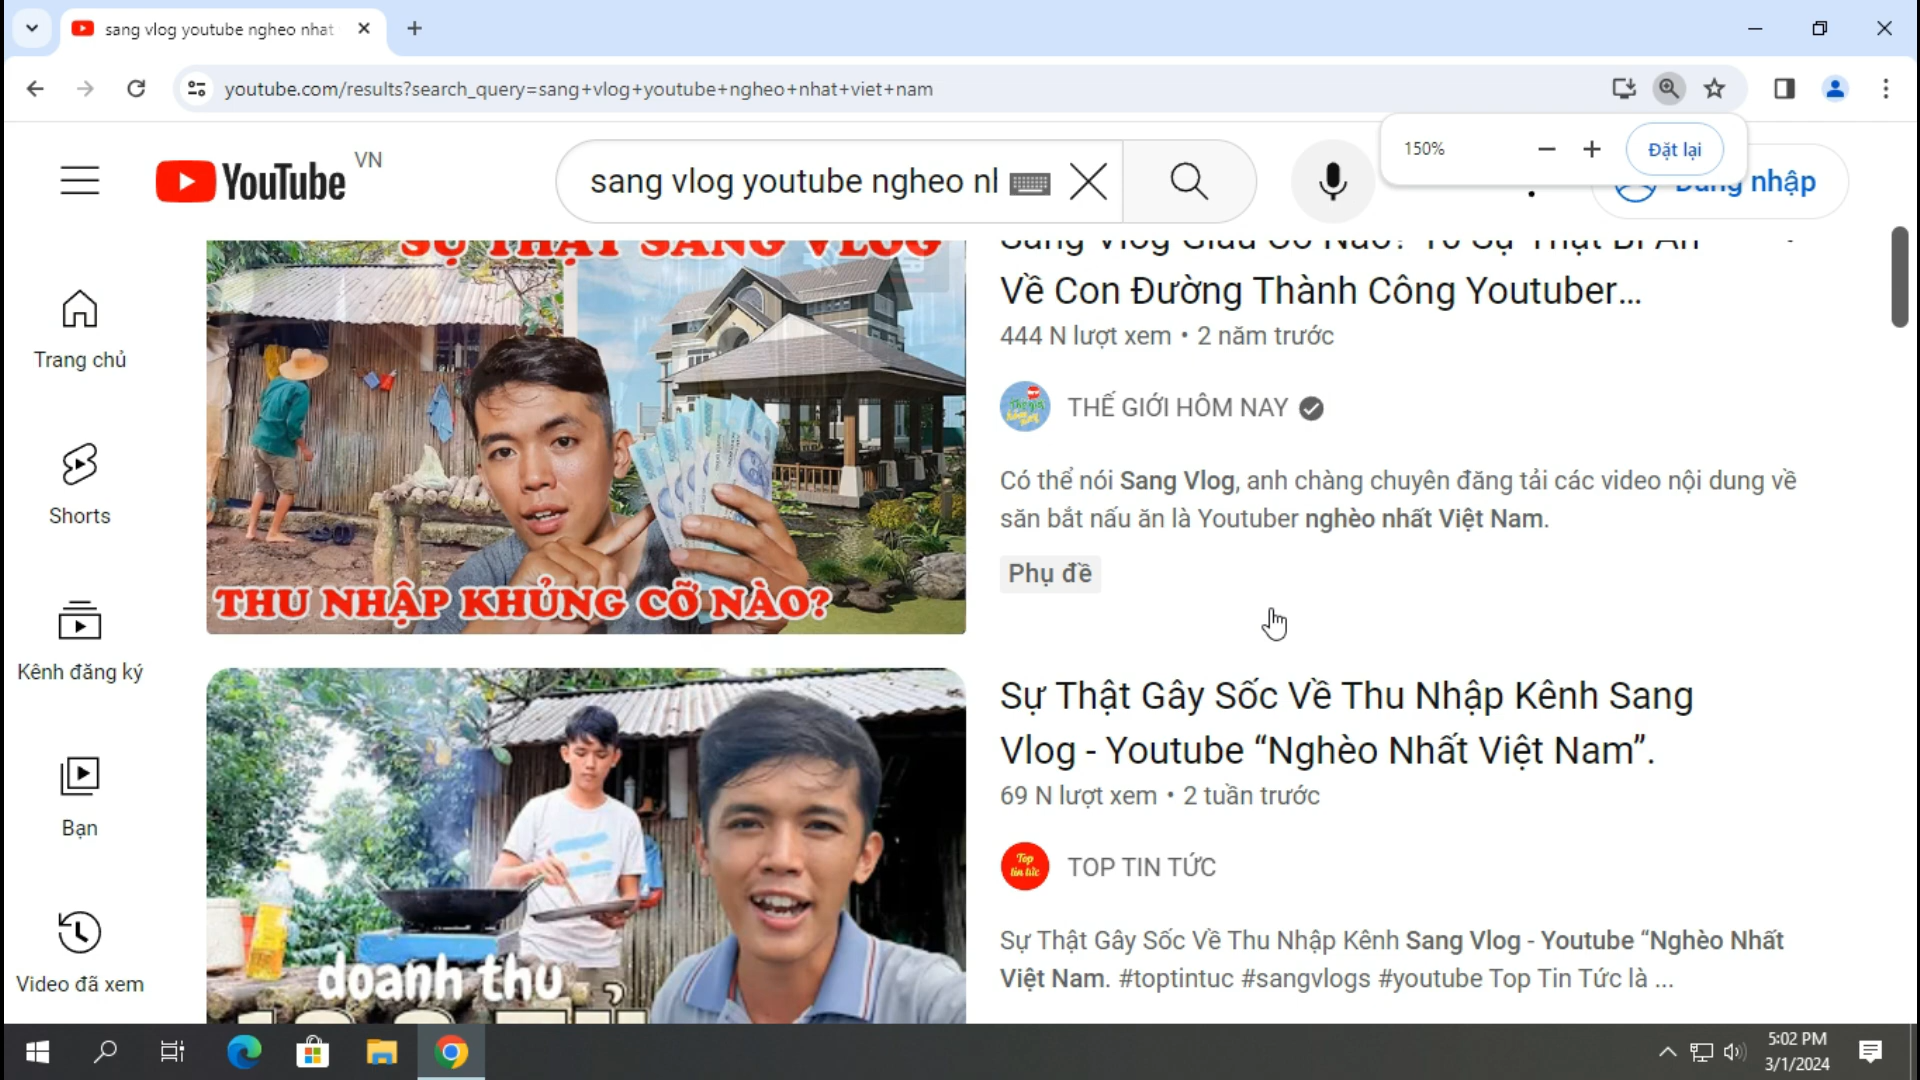 sang vlog youtube ngheo nhat
youtube.com/results?search_query=sang+vlog+youtube+ngheo+nhat+viet+nam
150%
Đặt lại
YouTube
VN
sang vlog youtube ngheo nl
Đăng nhập
Trang chủ
Shorts
Kênh đăng ký
Bạn
Video đã xem
SỰ THẬT SANG VLOG
THU NHẬP KHỦNG CỠ NÀO?
Sang Vlog Giàu Cỡ Nào? 10 Sự Thật Bí Ẩn
Về Con Đường Thành Công Youtuber...
444 N lượt xem • 2 năm trước
THẾ GIỚI HÔM NAY
Có thể nói Sang Vlog, anh chàng chuyên đăng tải các video nội dung về
săn bắt nấu ăn là Youtuber nghèo nhất Việt Nam.
Phụ đề
doanh thu
Sự Thật Gây Sốc Về Thu Nhập Kênh Sang
Vlog - Youtube “Nghèo Nhất Việt Nam”.
69 N lượt xem • 2 tuần trước
Top
tin tức
TOP TIN TỨC
Sự Thật Gây Sốc Về Thu Nhập Kênh Sang Vlog - Youtube “Nghèo Nhất
Việt Nam. #toptintuc #sangvlogs #youtube Top Tin Tức là ...
5:02 PM
3/1/2024